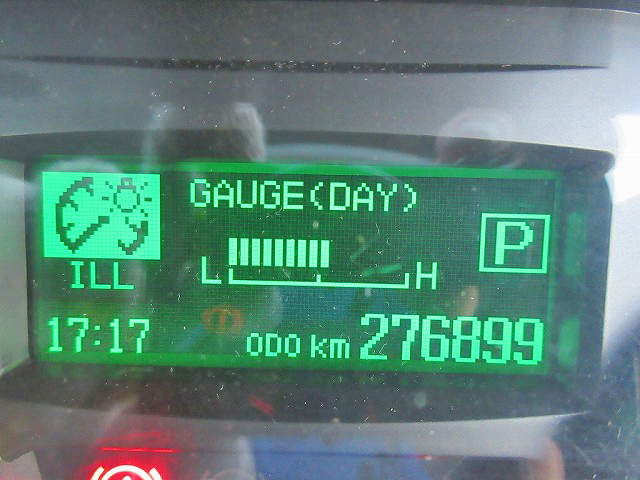 GAUGE(DAY)
P
L H
ILL
17:17 ODO km 276899